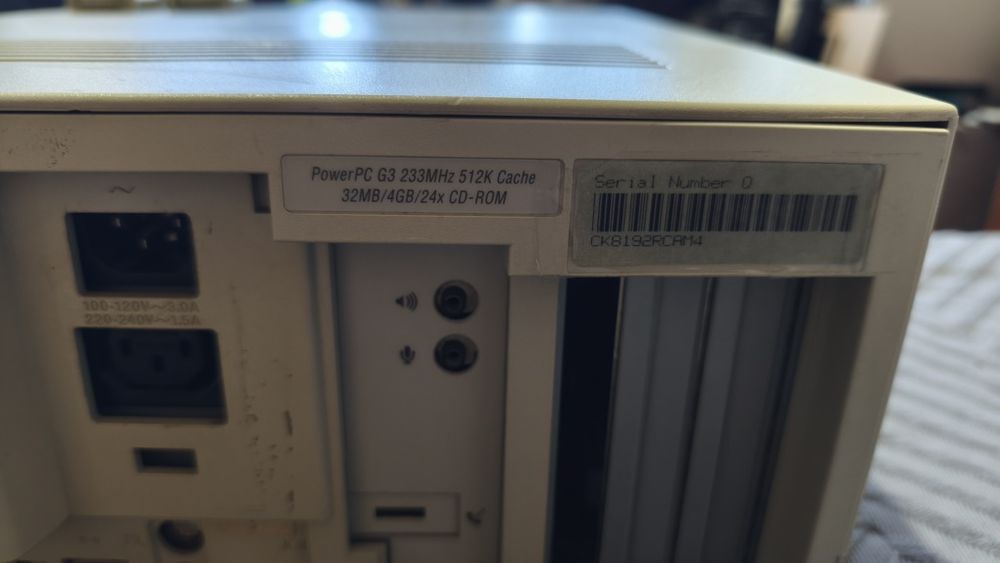 PowerPC G3 233MHz 512K Cache
32MB/4GB/24x CD-ROM
Serial Number 0
CK8192RCAM4
100-120V~3.0A
220-240V~1.5A